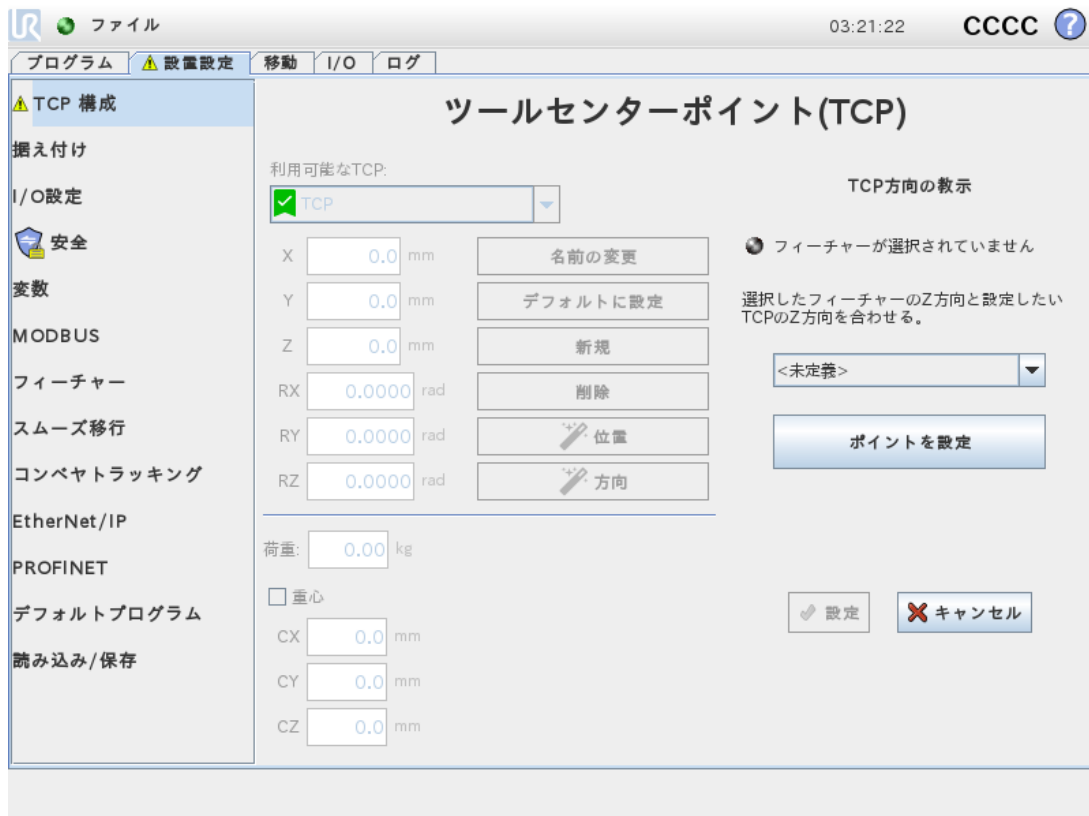 UR ファイル 03:21:22 CCCC ?
プログラム 設置設定 移動 I/O ログ
TCP 構成
据え付け
I/O設定
安全
変数
MODBUS
フィーチャー
スムーズ移行
コンベヤトラッキング
EtherNet/IP
PROFINET
デフォルトプログラム
読み込み/保存
ツールセンターポイント(TCP)
利用可能なTCP:
TCP
X 0.0 mm 名前の変更
Y 0.0 mm デフォルトに設定
Z 0.0 mm 新規
RX 0.0000 rad 削除
RY 0.0000 rad 位置
RZ 0.0000 rad 方向
荷重: 0.00 kg
重心
CX 0.0 mm
CY 0.0 mm
CZ 0.0 mm
TCP方向の教示
フィーチャーが選択されていません
選択したフィーチャーのZ方向と設定したい
TCPのZ方向を合わせる。
<未定義>
ポイントを設定
設定 キャンセル